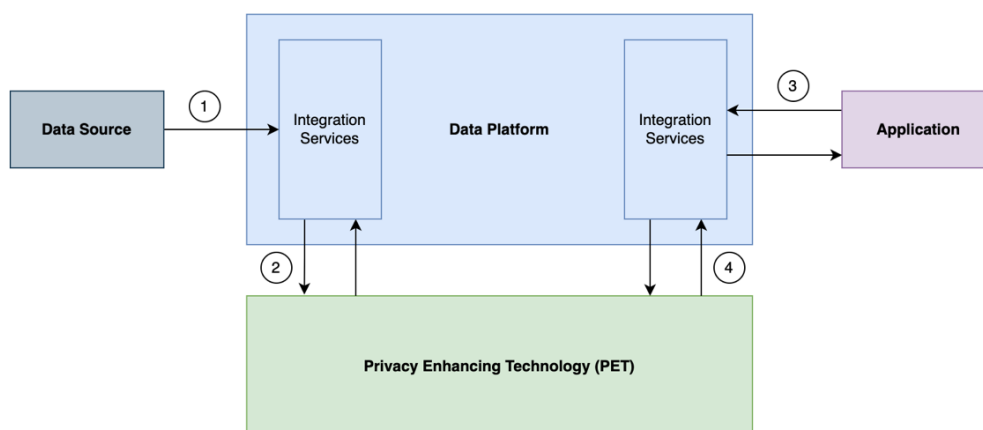 1
3
Data Source
Integration
Services
Data Platform
Integration
Services
Application
2
4
Privacy Enhancing Technology (PET)